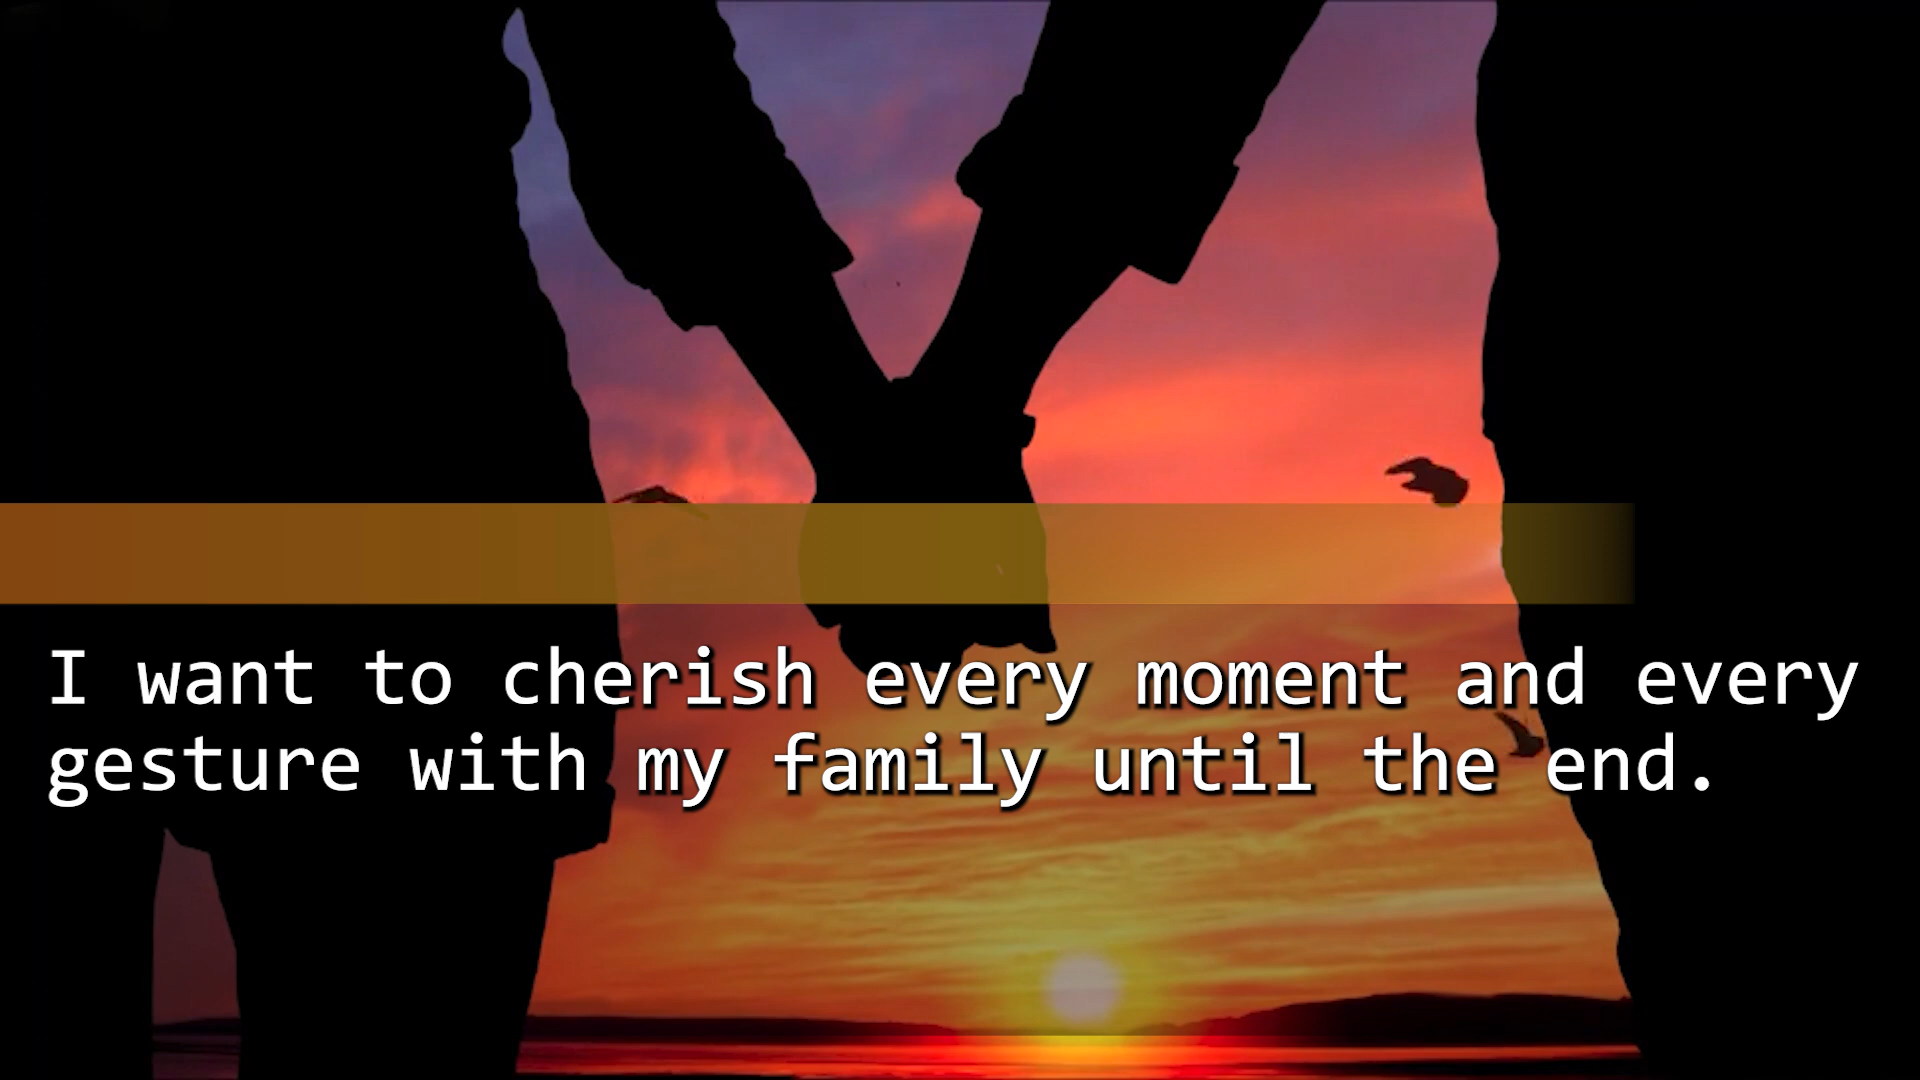 I want to cherish every moment and every
gesture with my family until the end.